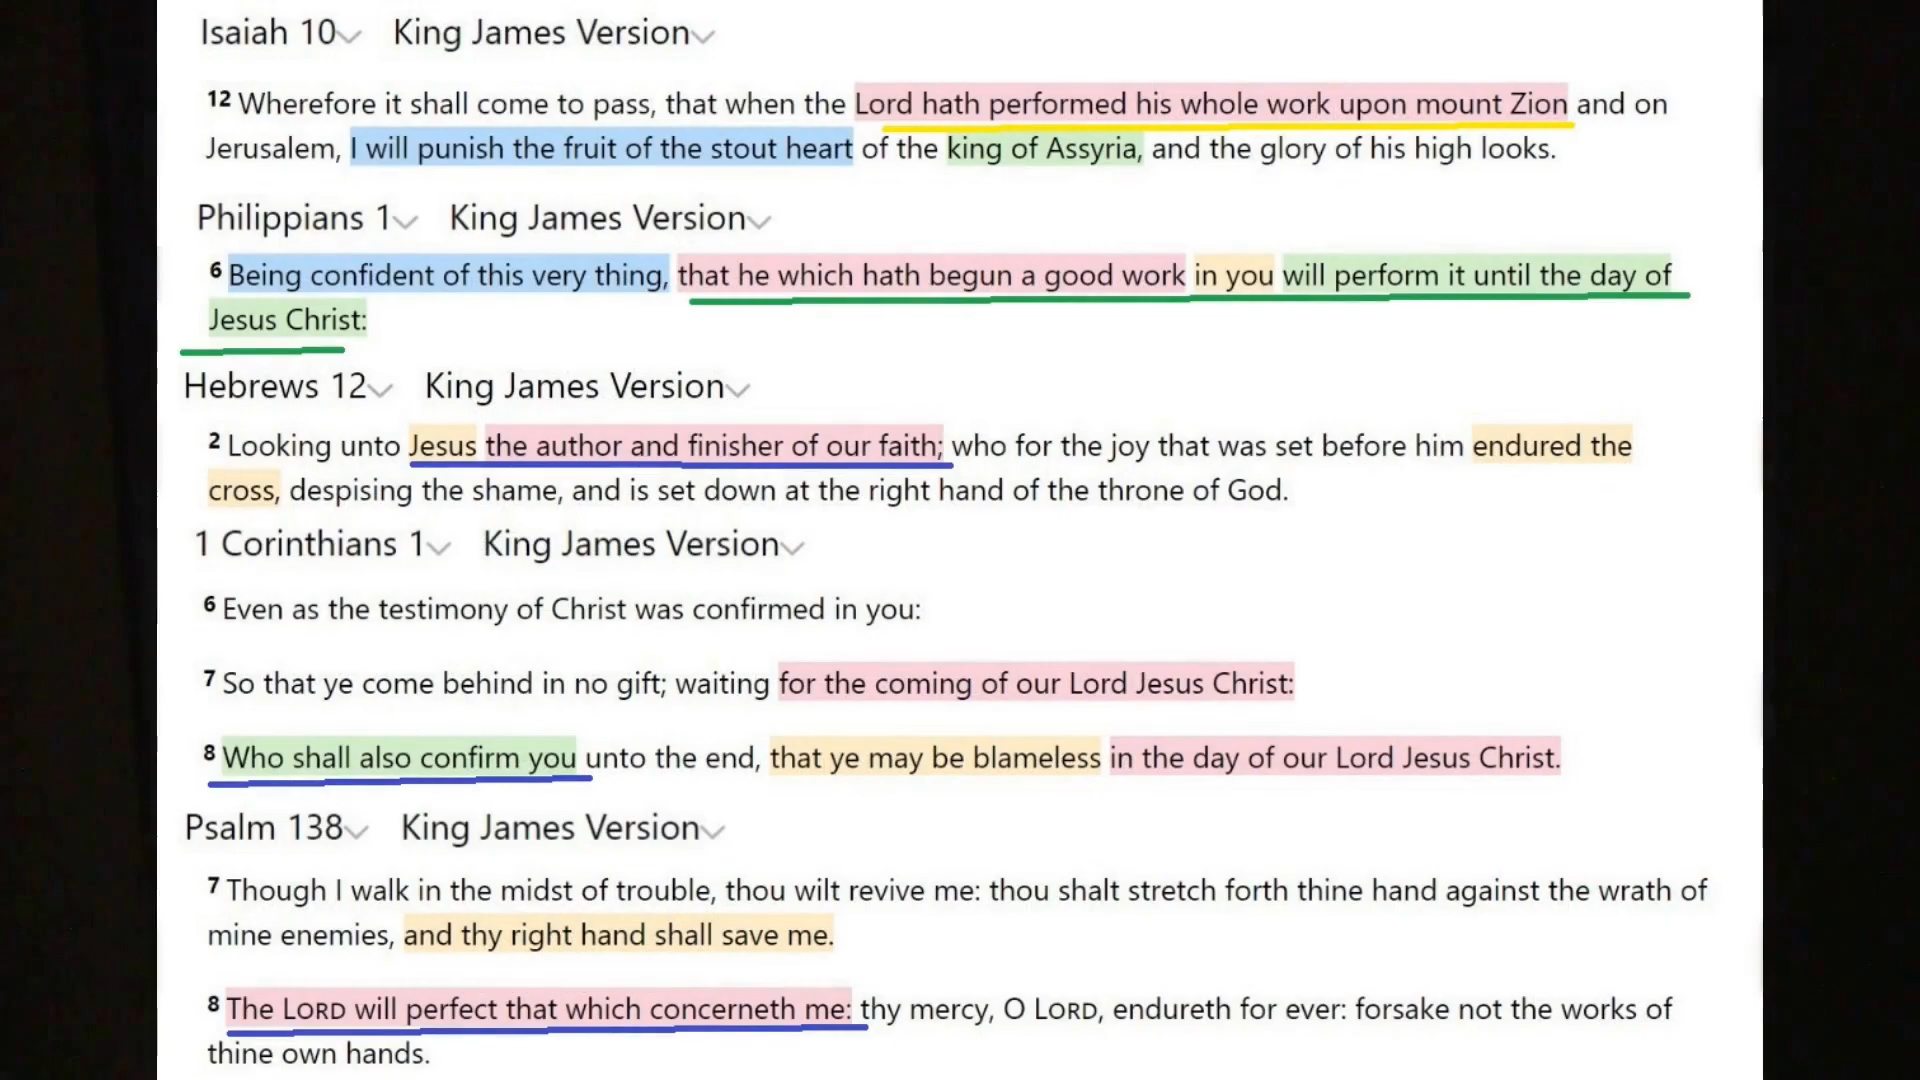 Isaiah 10 King James Version
12 Wherefore it shall come to pass, that when the Lord hath performed his whole work upon mount Zion and on
Jerusalem, I will punish the fruit of the stout heart of the king of Assyria, and the glory of his high looks.
Philippians 1 King James Version
6 Being confident of this very thing, that he which hath begun a good work in you will perform it until the day of
Jesus Christ:
Hebrews 12 King James Version
2 Looking unto Jesus the author and finisher of our faith; who for the joy that was set before him endured the
cross, despising the shame, and is set down at the right hand of the throne of God.
1 Corinthians 1 King James Version
6 Even as the testimony of Christ was confirmed in you:
7 So that ye come behind in no gift; waiting for the coming of our Lord Jesus Christ:
8 Who shall also confirm you unto the end, that ye may be blameless in the day of our Lord Jesus Christ.
Psalm 138 King James Version
7 Though I walk in the midst of trouble, thou wilt revive me: thou shalt stretch forth thine hand against the wrath of
mine enemies, and thy right hand shall save me.
8 The LORD will perfect that which concerneth me: thy mercy, O LORD, endureth for ever: forsake not the works of
thine own hands.